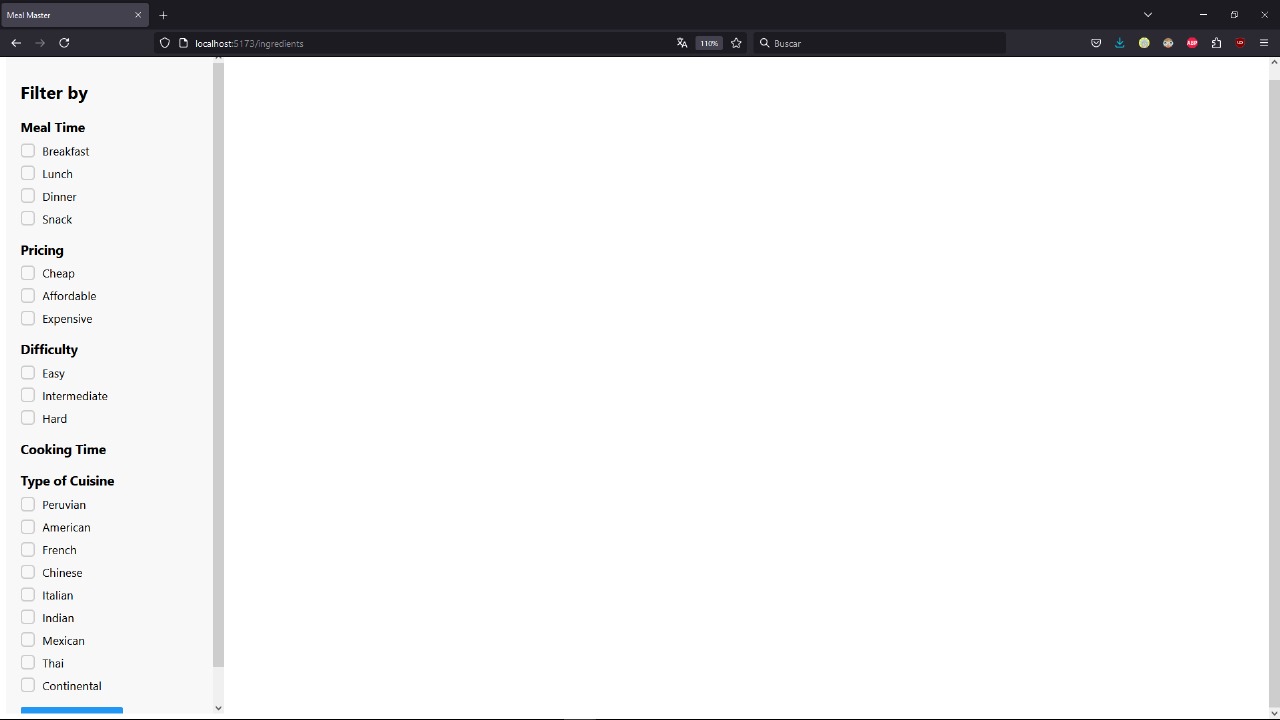 Meal Master
localhost:5173/ingredients
110%
Buscar
ABP
Filter by
Meal Time
Breakfast
Lunch
Dinner
Snack
Pricing
Cheap
Affordable
Expensive
Difficulty
Easy
Intermediate
Hard
Cooking Time
Type of Cuisine
Peruvian
American
French
Chinese
Italian
Indian
Mexican
Thai
Continental